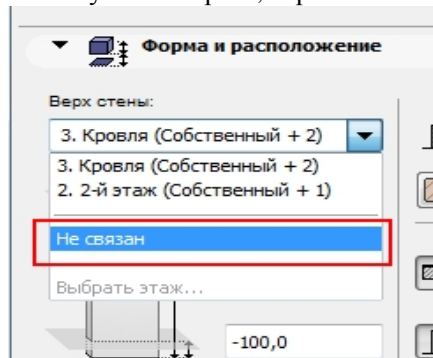 Форма и расположение
Верх стены:
3. Кровля (Собственный + 2)
3. Кровля (Собственный + 2)
2. 2-й этаж (Собственный + 1)
Не связан
Выбрать этаж...
-100,0